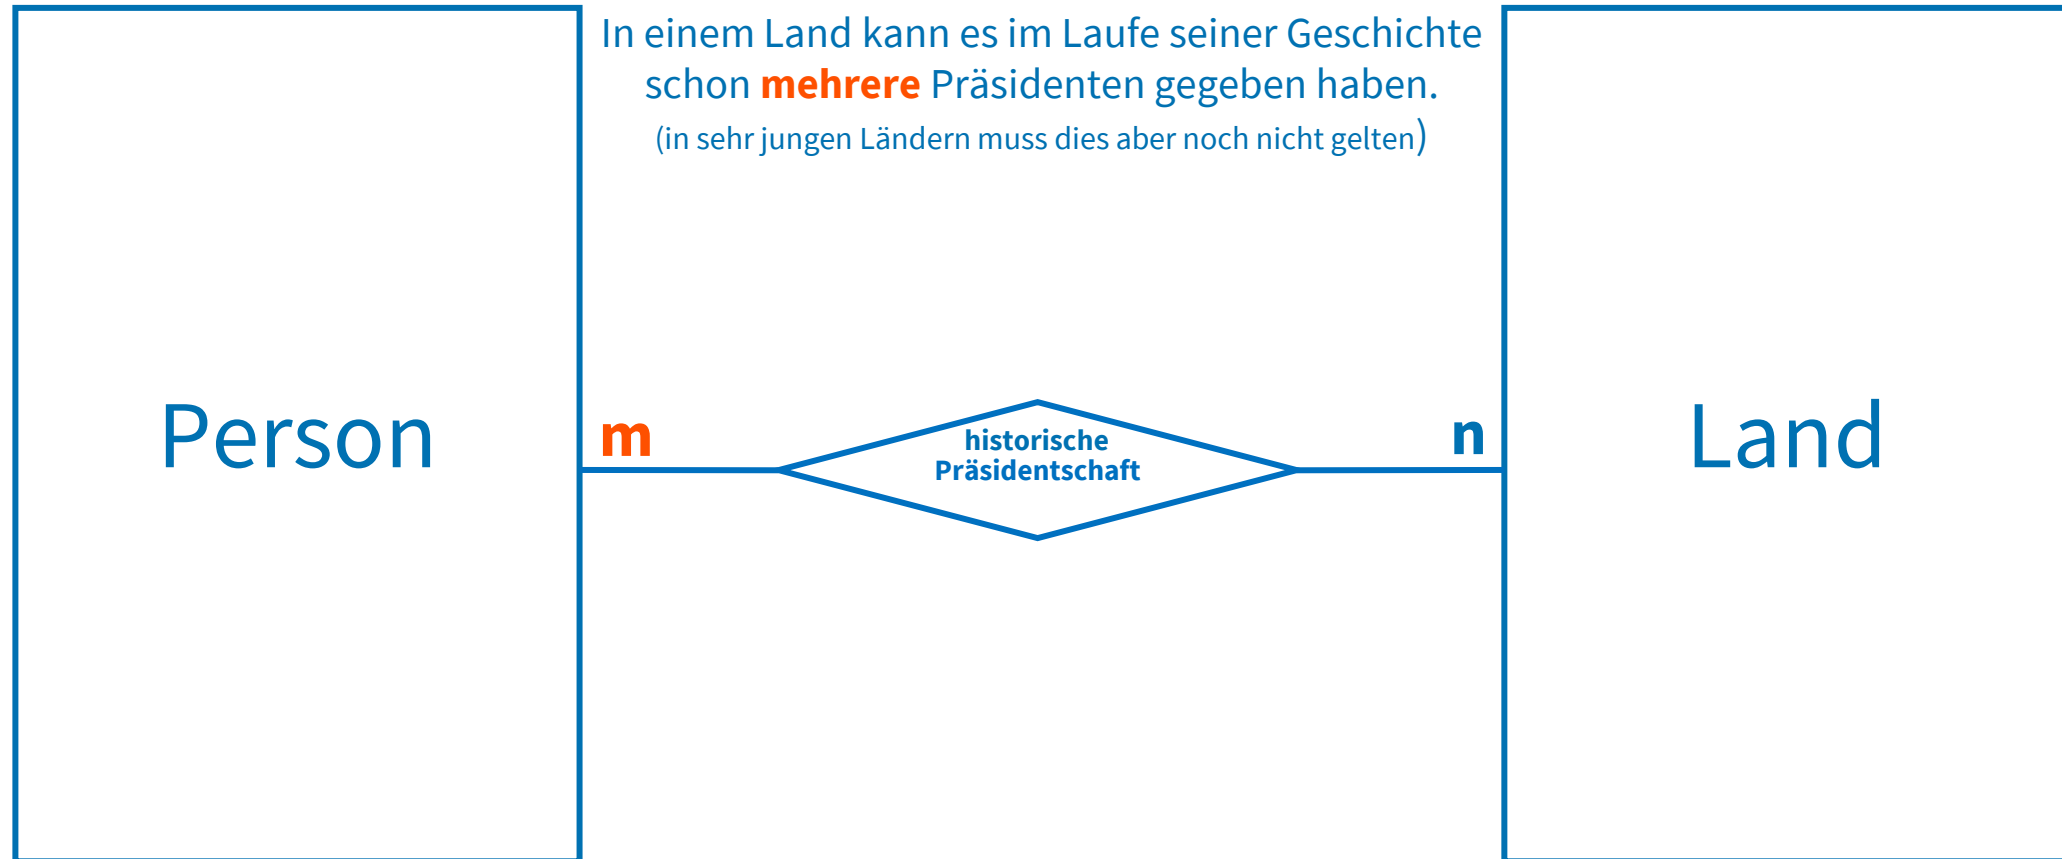 In einem Land kann es im Laufe seiner Geschichte
schon mehrere Präsidenten gegeben haben.
(in sehr jungen Ländern muss dies aber noch nicht gelten)
Person
m
historische
Präsidentschaft
n
Land